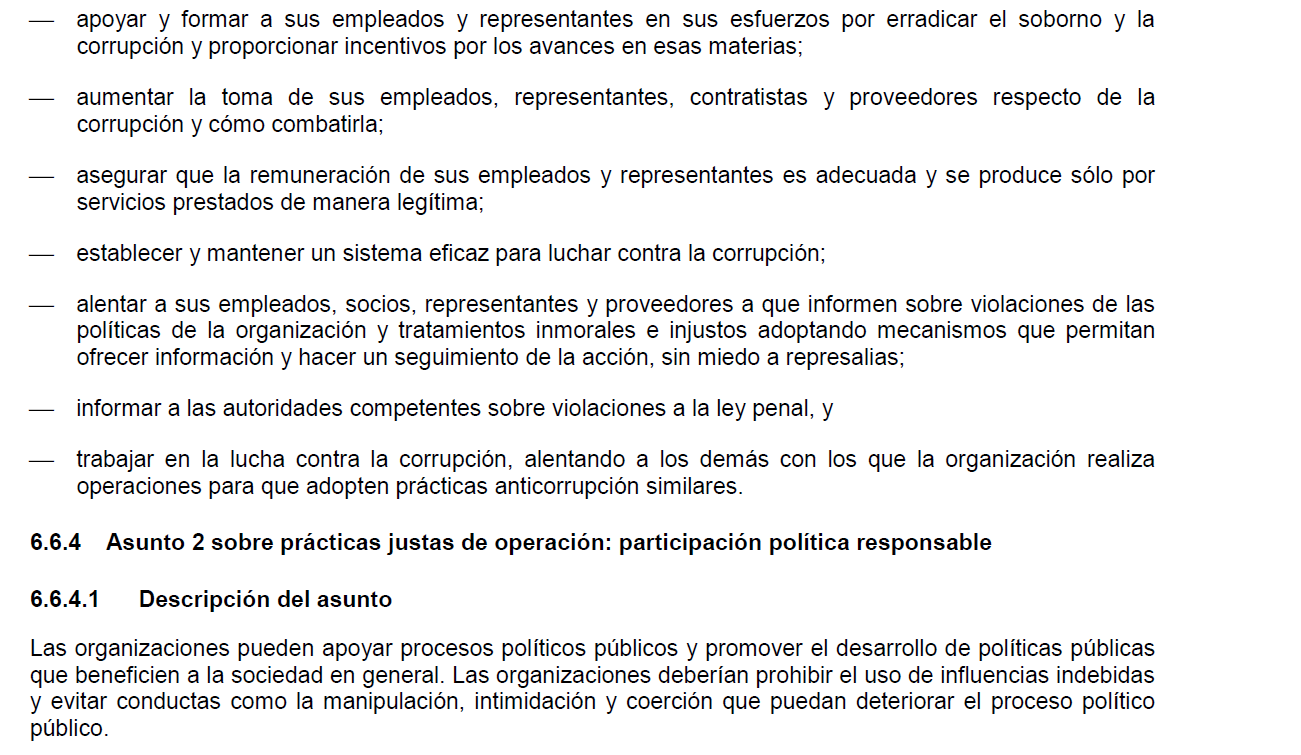 — apoyar y formar a sus empleados y representantes en sus esfuerzos por erradicar el soborno y la
corrupción y proporcionar incentivos por los avances en esas materias;
— aumentar la toma de sus empleados, representantes, contratistas y proveedores respecto de la
corrupción y cómo combatirla;
— asegurar que la remuneración de sus empleados y representantes es adecuada y se produce sólo por
servicios prestados de manera legítima;
— establecer y mantener un sistema eficaz para luchar contra la corrupción;
— alentar a sus empleados, socios, representantes y proveedores a que informen sobre violaciones de las
políticas de la organización y tratamientos inmorales e injustos adoptando mecanismos que permitan
ofrecer información y hacer un seguimiento de la acción, sin miedo a represalias;
— informar a las autoridades competentes sobre violaciones a la ley penal, y
— trabajar en la lucha contra la corrupción, alentando a los demás con los que la organización realiza
operaciones para que adopten prácticas anticorrupción similares.
6.6.4 Asunto 2 sobre prácticas justas de operación: participación política responsable
6.6.4.1 Descripción del asunto
Las organizaciones pueden apoyar procesos políticos públicos y promover el desarrollo de políticas públicas
que beneficien a la sociedad en general. Las organizaciones deberían prohibir el uso de influencias indebidas
y evitar conductas como la manipulación, intimidación y coerción que puedan deteriorar el proceso político
público.